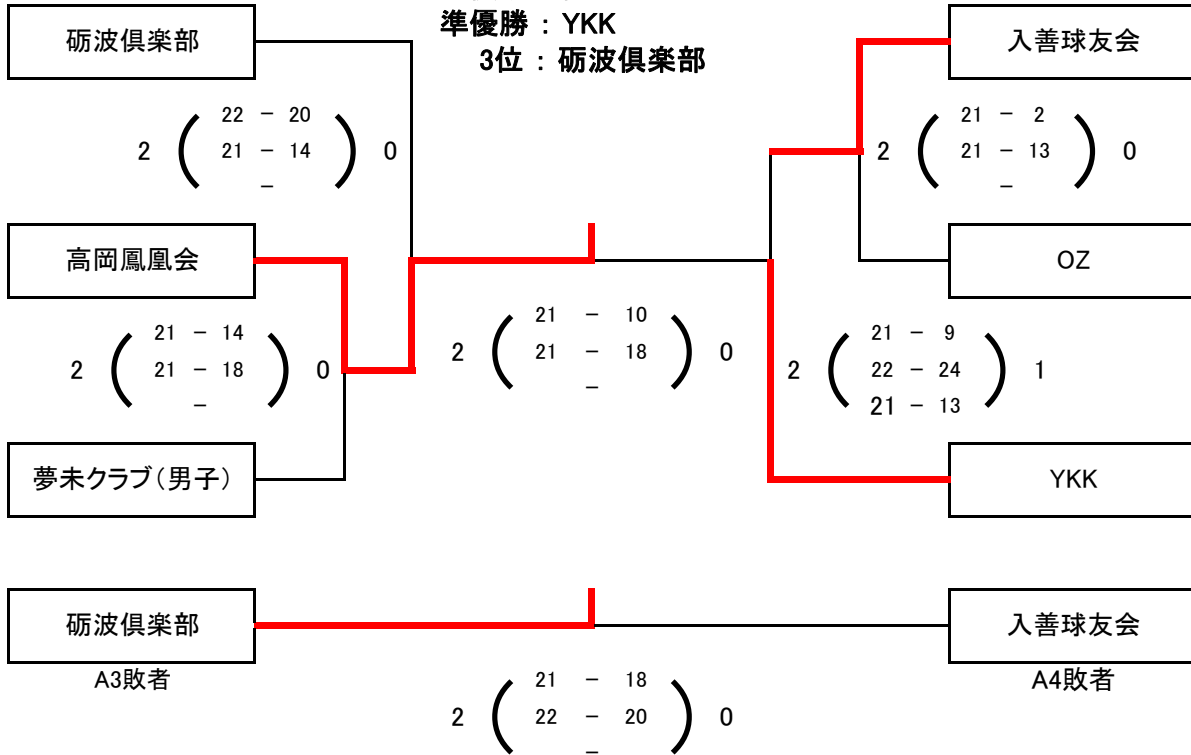 準優勝 : YKK
3位 : 砺波倶楽部
砺波倶楽部
入善球友会
22 - 20
2 ( 21 - 14 ) 0
-
21 - 2
2 ( 21 - 13 ) 0
-
高岡鳳凰会
OZ
21 - 14
2 ( 21 - 18 ) 0
-
21 - 10
2 ( 21 - 18 ) 0
-
21 - 9
2 ( 22 - 24 ) 1
21 - 13
夢未クラブ(男子)
YKK
砺波倶楽部
入善球友会
A3敗者
A4敗者
21 - 18
2 ( 22 - 20 ) 0
-